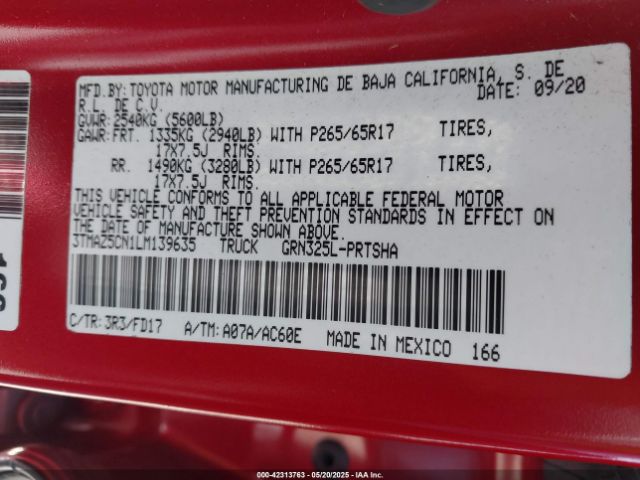 MFD.BY:TOYOTA MOTOR MANUFACTURING DE BAJA CALIFORNIA, S. DE
R.L. DE C.V. DATE: 09/20
GVWR:2540KG (5600LB)
GAWR:FRT. 1335KG (2940LB) WITH P265/65R17 TIRES,
17X7.5J RIMS.
RR. 1490KG (3280LB) WITH P265/65R17 TIRES,
17X7.5J RIMS.
THIS VEHICLE CONFORMS TO ALL APPLICABLE FEDERAL MOTOR
VEHICLE SAFETY AND THEFT PREVENTION STANDARDS IN EFFECT ON
THE DATE OF MANUFACTURE SHOWN ABOVE.
3TMAZ5CN1LM139635 TRUCK GRN325L-PRTSHA
C/TR:3R3/FD17 A/TM:A07A/AC60E MADE IN MEXICO 166
000-42313763 - 05/20/2025 - IAA Inc.